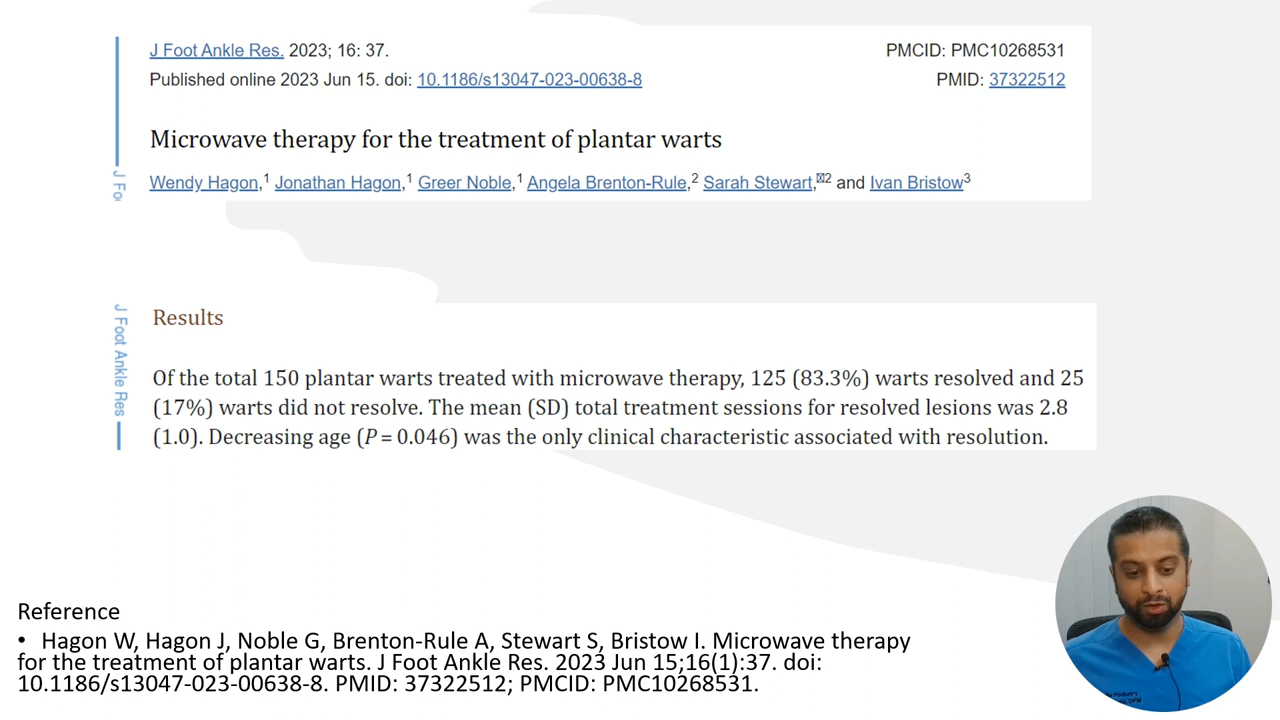 J Foot Ankle Res. 2023; 16: 37.
PMCID: PMC10268531
Published online 2023 Jun 15. doi: 10.1186/s13047-023-00638-8
PMID: 37322512
Microwave therapy for the treatment of plantar warts
Wendy Hagon,1 Jonathan Hagon,1 Greer Noble,1 Angela Brenton-Rule,2 Sarah Stewart,2 and Ivan Bristow3
J Fo
J Foot Ankle Res
Results
Of the total 150 plantar warts treated with microwave therapy, 125 (83.3%) warts resolved and 25
(17%) warts did not resolve. The mean (SD) total treatment sessions for resolved lesions was 2.8
(1.0). Decreasing age (P = 0.046) was the only clinical characteristic associated with resolution.
Reference
• Hagon W, Hagon J, Noble G, Brenton-Rule A, Stewart S, Bristow I. Microwave therapy
for the treatment of plantar warts. J Foot Ankle Res. 2023 Jun 15;16(1):37. doi:
10.1186/s13047-023-00638-8. PMID: 37322512; PMCID: PMC10268531.